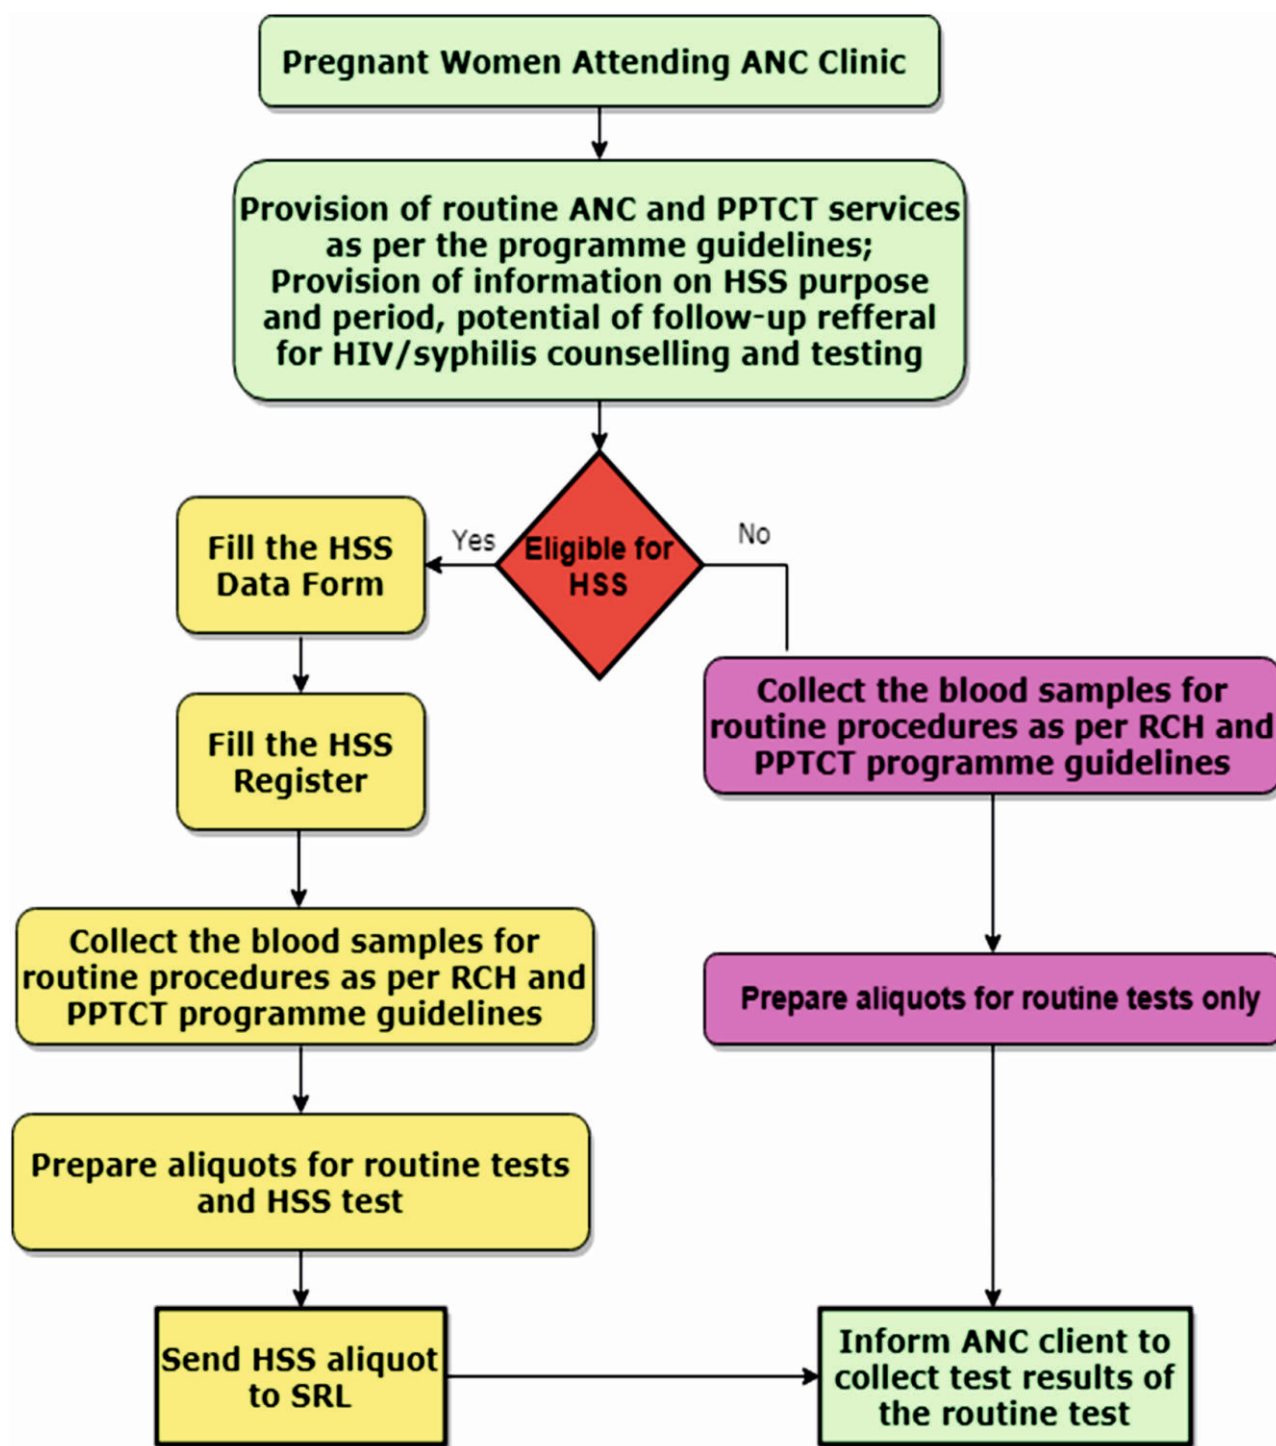 Pregnant Women Attending ANC Clinic
Provision of routine ANC and PPTCT services
as per the programme guidelines;
Provision of information on HSS purpose
and period, potential of follow-up refferal
for HIV/syphilis counselling and testing
Eligible for
HSS
Yes
No
Fill the HSS
Data Form
Fill the HSS
Register
Collect the blood samples for
routine procedures as per RCH and
PPTCT programme guidelines
Prepare aliquots for routine tests
and HSS test
Send HSS aliquot
to SRL
Collect the blood samples for
routine procedures as per RCH and
PPTCT programme guidelines
Prepare aliquots for routine tests only
Inform ANC client to
collect test results of
the routine test